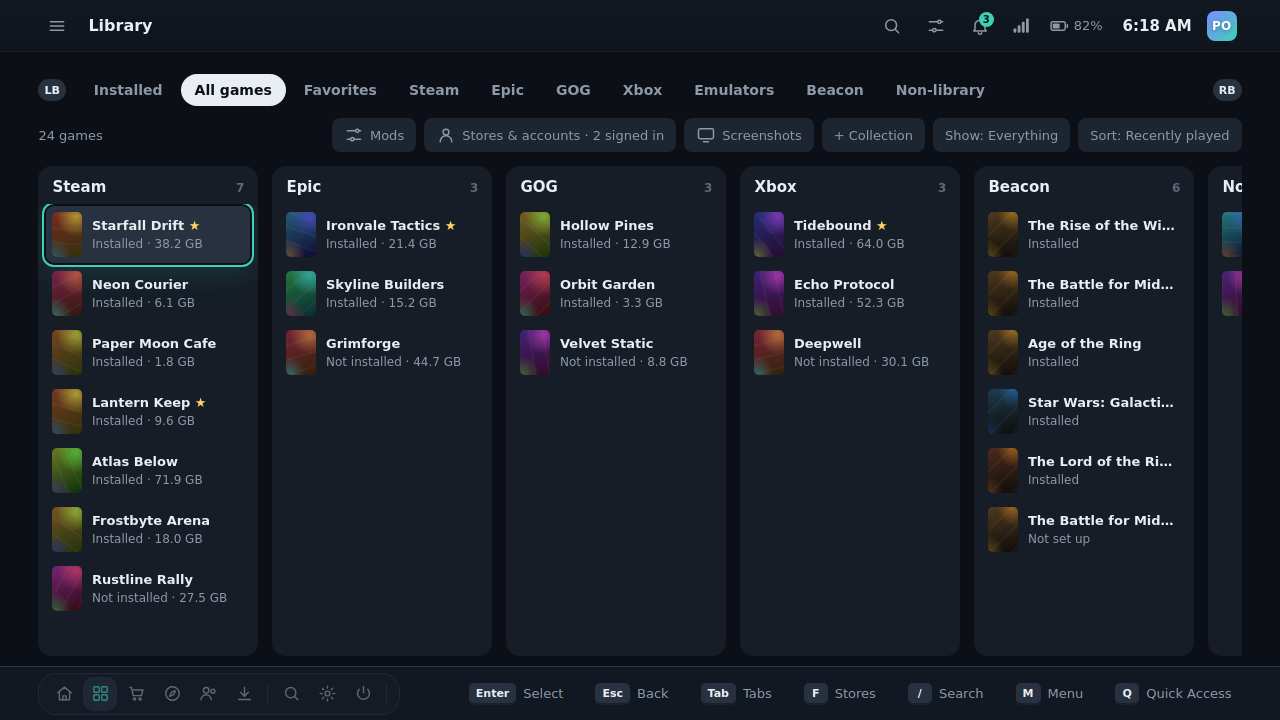 Library
3
82%
6:18 AM
PO
LB
Installed
All games
Favorites
Steam
Epic
GOG
Xbox
Emulators
Beacon
Non-library
RB
24 games
Mods
Stores & accounts · 2 signed in
Screenshots
+ Collection
Show: Everything
Sort: Recently played
Steam 7
Starfall Drift ★
Installed · 38.2 GB
Neon Courier
Installed · 6.1 GB
Paper Moon Cafe
Installed · 1.8 GB
Lantern Keep ★
Installed · 9.6 GB
Atlas Below
Installed · 71.9 GB
Frostbyte Arena
Installed · 18.0 GB
Rustline Rally
Not installed · 27.5 GB
Epic 3
Ironvale Tactics ★
Installed · 21.4 GB
Skyline Builders
Installed · 15.2 GB
Grimforge
Not installed · 44.7 GB
GOG 3
Hollow Pines
Installed · 12.9 GB
Orbit Garden
Installed · 3.3 GB
Velvet Static
Not installed · 8.8 GB
Xbox 3
Tidebound ★
Installed · 64.0 GB
Echo Protocol
Installed · 52.3 GB
Deepwell
Not installed · 30.1 GB
Beacon 6
The Rise of the Wi...
Installed
The Battle for Mid...
Installed
Age of the Ring
Installed
Star Wars: Galacti...
Installed
The Lord of the Ri...
Installed
The Battle for Mid...
Not set up
Enter Select
Esc Back
Tab Tabs
F Stores
/ Search
M Menu
Q Quick Access